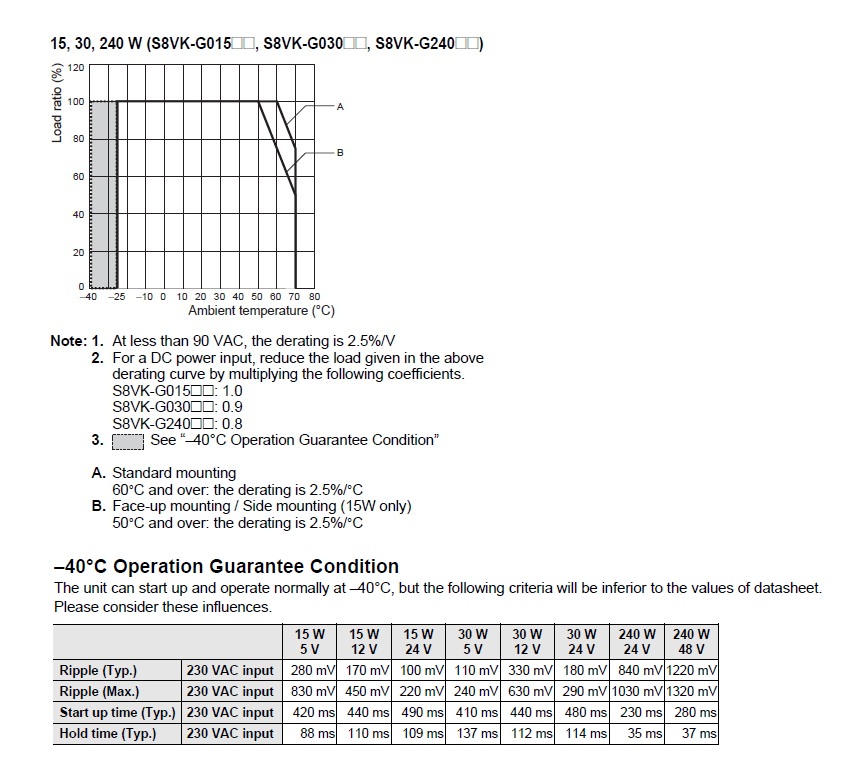 15, 30, 240 W (S8VK-G015□□, S8VK-G030□□, S8VK-G240□□)
Load ratio (%)
120
100
80
60
40
20
0
A
B
–40 –25 –10 0 10 20 30 40 50 60 70 80
Ambient temperature (°C)
Note: 1. At less than 90 VAC, the derating is 2.5%/V
2. For a DC power input, reduce the load given in the above
derating curve by multiplying the following coefficients.
S8VK-G015□□: 1.0
S8VK-G030□□: 0.9
S8VK-G240□□: 0.8
3. See “–40°C Operation Guarantee Condition”
A. Standard mounting
60°C and over: the derating is 2.5%/°C
B. Face-up mounting / Side mounting (15W only)
50°C and over: the derating is 2.5%/°C
–40°C Operation Guarantee Condition
The unit can start up and operate normally at –40°C, but the following criteria will be inferior to the values of datasheet.
Please consider these influences.
15 W 15 W 15 W 30 W 30 W 30 W 240 W 240 W
5 V 12 V 24 V 5 V 12 V 24 V 24 V 48 V
Ripple (Typ.) 230 VAC input 280 mV 170 mV 100 mV 110 mV 330 mV 180 mV 840 mV 1220 mV
Ripple (Max.) 230 VAC input 830 mV 450 mV 220 mV 240 mV 630 mV 290 mV 1030 mV 1320 mV
Start up time (Typ.) 230 VAC input 420 ms 440 ms 490 ms 410 ms 440 ms 480 ms 230 ms 280 ms
Hold time (Typ.) 230 VAC input 88 ms 110 ms 109 ms 137 ms 112 ms 114 ms 35 ms 37 ms